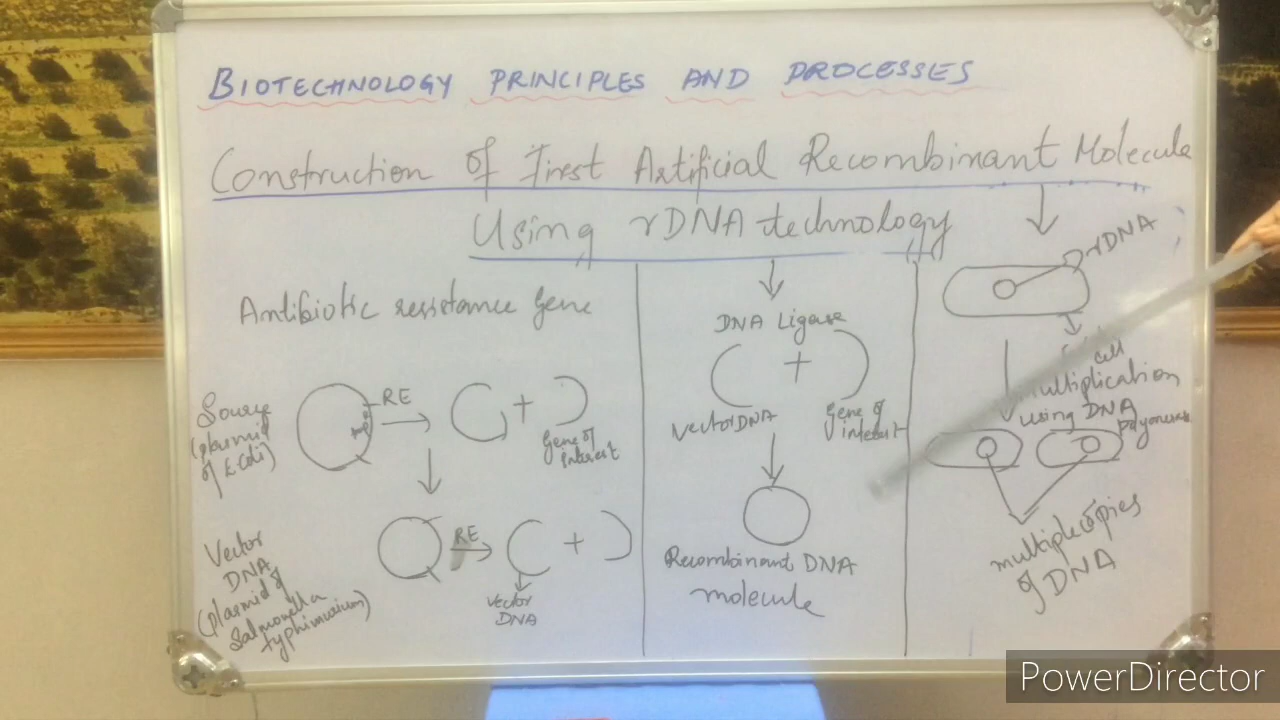 BIOTECHNOLOGY PRINCIPLES AND PROCESSES
Construction of First Artificial Recombinant Molecule
Using rDNA technology
Antibiotic resistance gene
Source
(plasmid
of E.Coli)
RE
+
Gene of
interest
Vector
DNA
(plasmid of
Salmonella
typhimurium)
RE
+
Vector
DNA
DNA Ligase
+
Vector DNA
Gene of
interest
Recombinant DNA
molecule
rDNA
cell
multiplication
using DNA
multiple copies
of DNA
PowerDirector